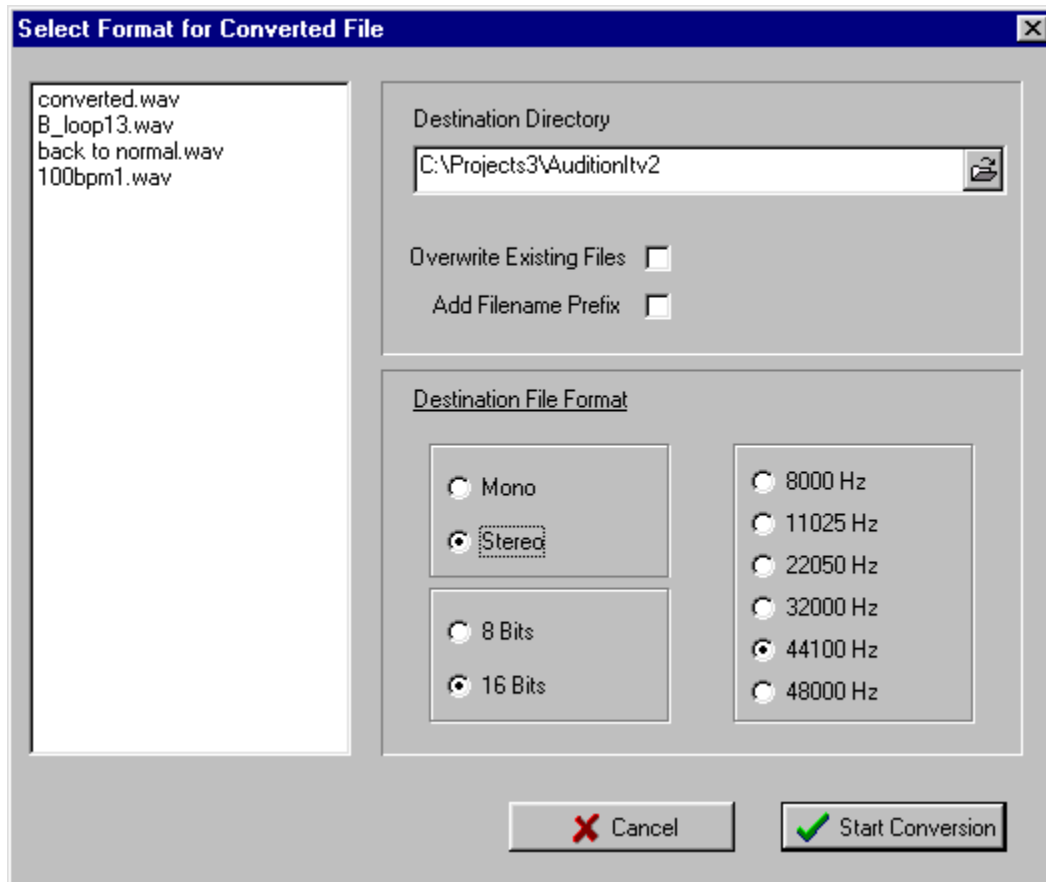 Select Format for Converted File
converted.wav
B_loop13.wav
back to normal.wav
100bpm1.wav
Destination Directory
C:\Projects3\AuditionItv2
Overwrite Existing Files
Add Filename Prefix
Destination File Format
Mono
Stereo
8 Bits
16 Bits
8000 Hz
11025 Hz
22050 Hz
32000 Hz
44100 Hz
48000 Hz
Cancel
Start Conversion